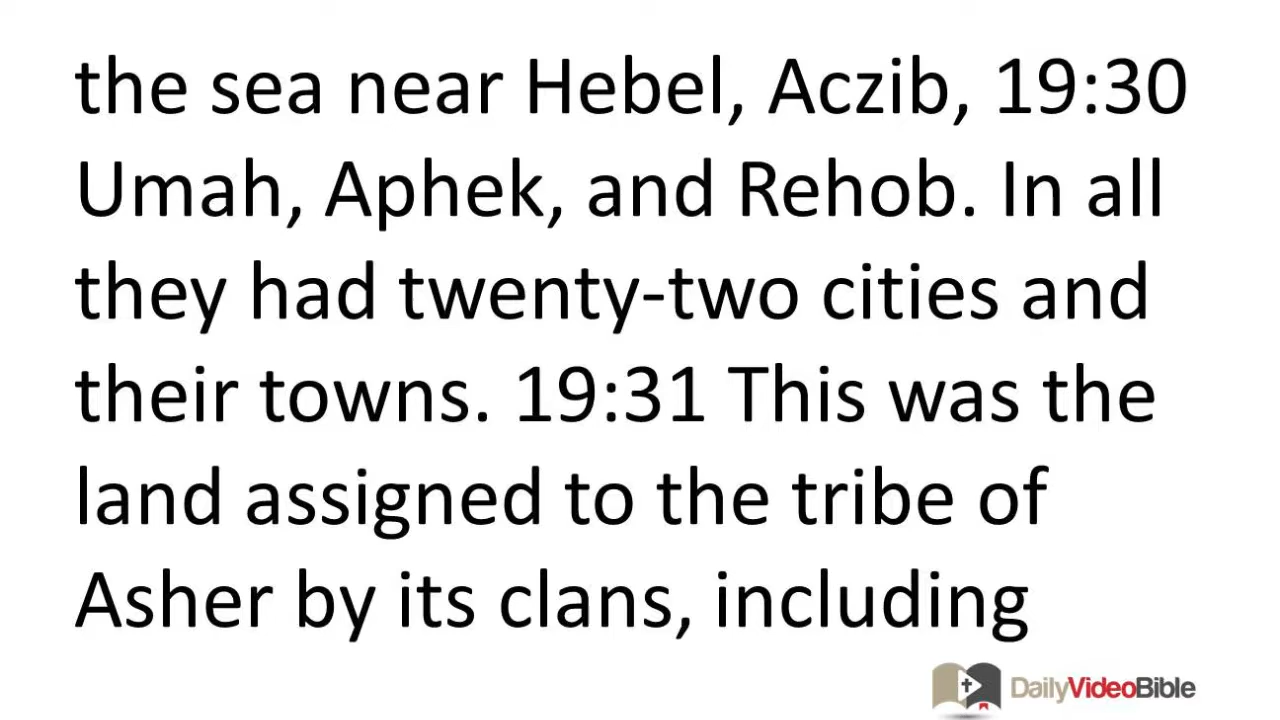 the sea near Hebel, Aczib, 19:30
Umah, Aphek, and Rehob. In all
they had twenty-two cities and
their towns. 19:31 This was the
land assigned to the tribe of
Asher by its clans, including
DailyVideoBible